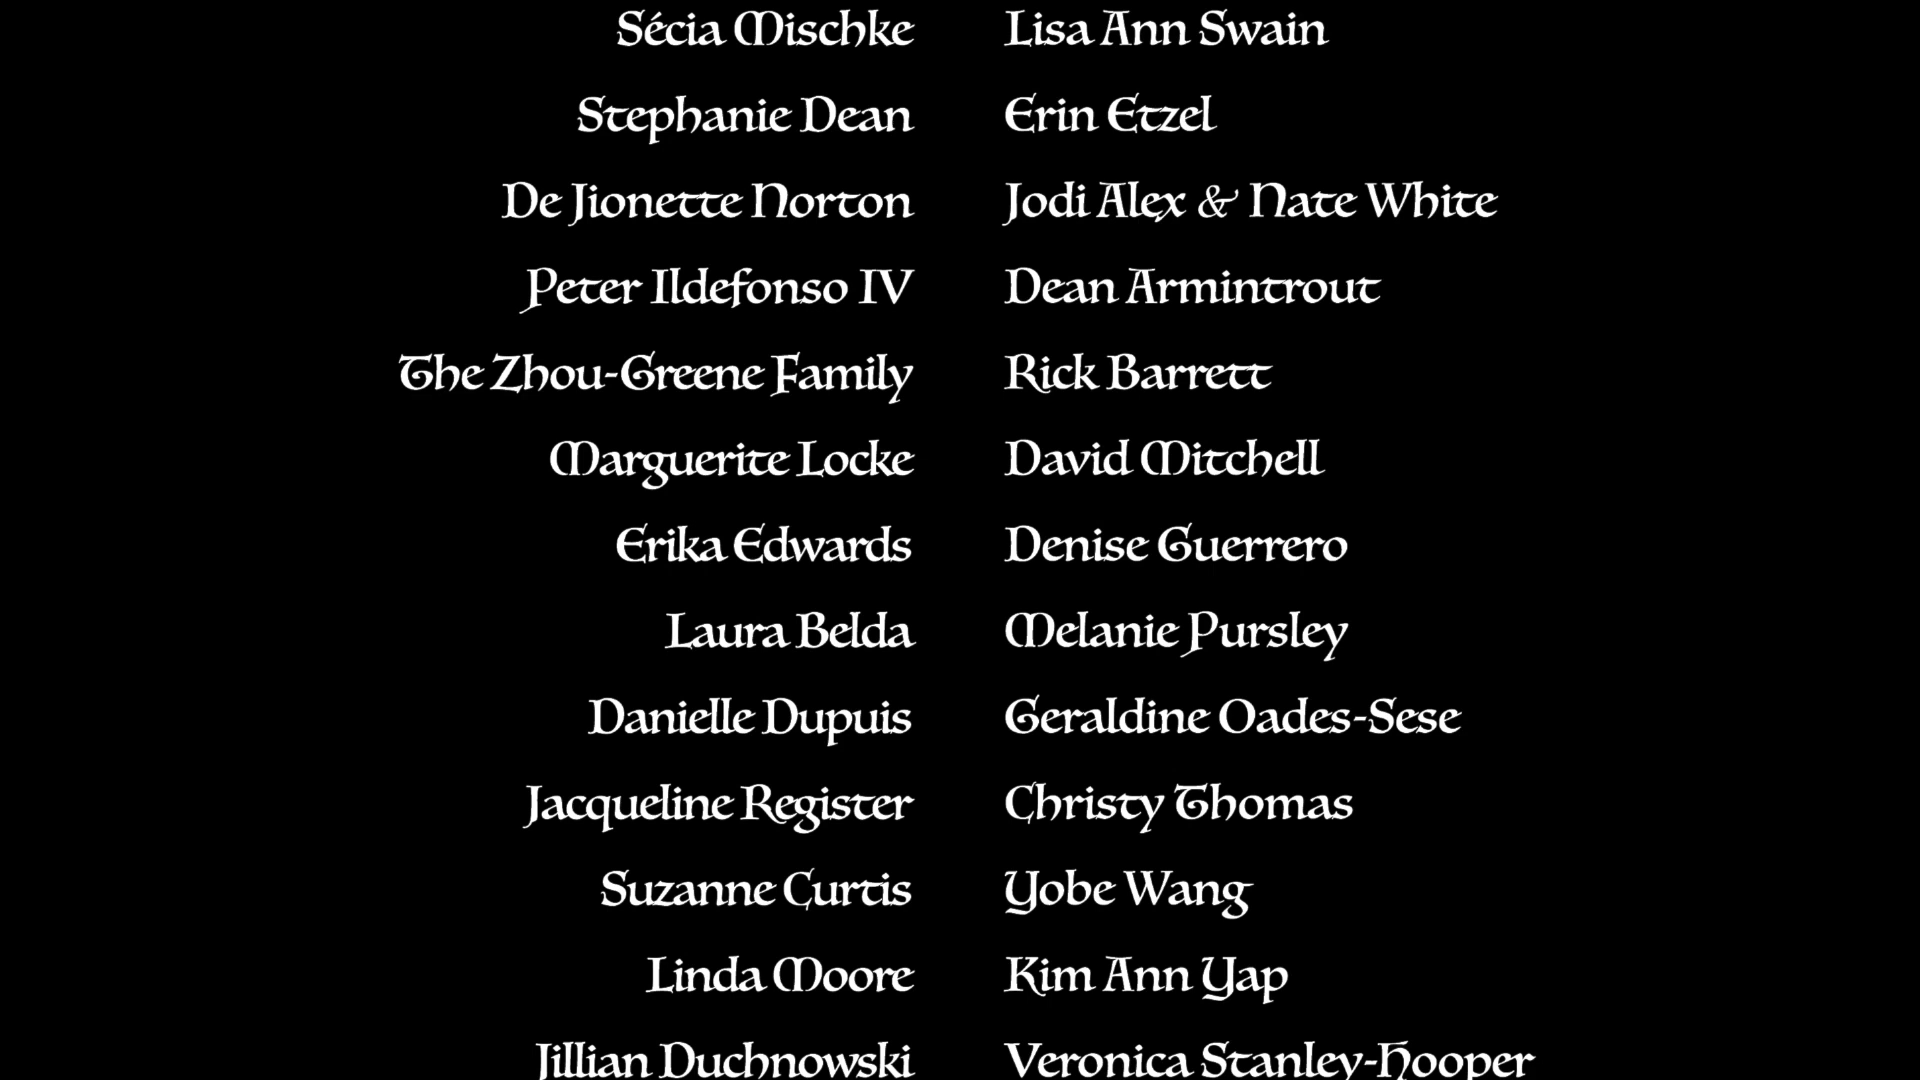 Sécia Mischke Lisa Ann Swain
Stephanie Dean Erin Etzel
De Jionette Norton Jodi Alex & Nate White
Peter Ildefonso IV Dean Armintrout
The Zhou-Greene Family Rick Barrett
Marguerite Locke David Mitchell
Erika Edwards Denise Guerrero
Laura Belda Melanie Pursley
Danielle Dupuis Geraldine Oades-Sese
Jacqueline Register Christy Thomas
Suzanne Curtis Yobe Wang
Linda Moore Kim Ann Yap
Jillian Duchnowski Veronica Stanley-Hooper